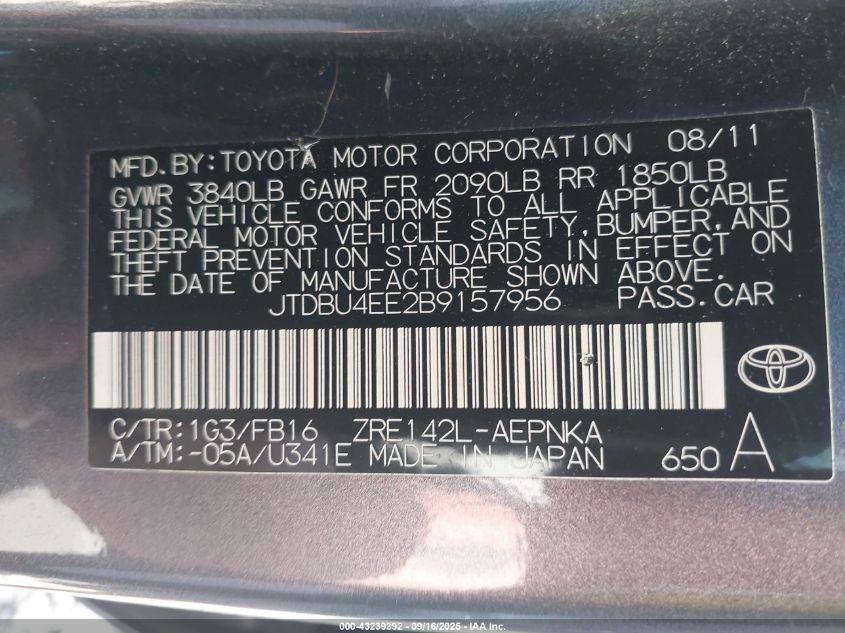 MFD.BY:TOYOTA MOTOR CORPORATION 08/11
GVWR 3840LB GAWR FR 2090LB RR 1850LB
THIS VEHICLE CONFORMS TO ALL APPLICABLE
FEDERAL MOTOR VEHICLE SAFETY,BUMPER,AND
THEFT PREVENTION STANDARDS IN EFFECT ON
THE DATE OF MANUFACTURE SHOWN ABOVE.
JTDBU4EE2B9157956 PASS.CAR
C/TR:1G3/FB16 ZRE142L-AEPNKA
A/TM:-05A/U341E MADE IN JAPAN 650 A
000-43239392 - 09/16/2025 - IAA Inc.